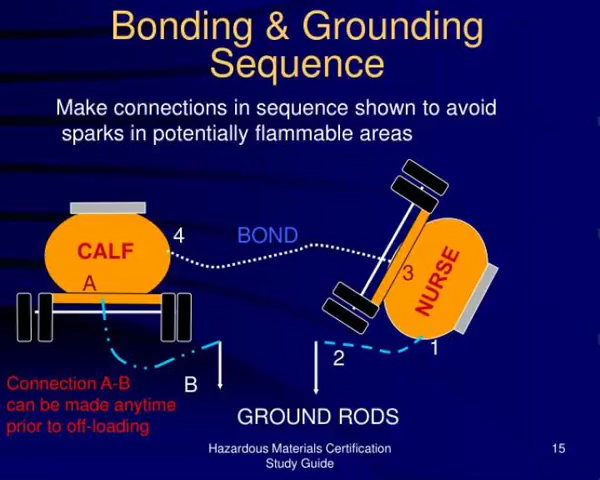 Bonding & Grounding
Sequence
Make connections in sequence shown to avoid
sparks in potentially flammable areas
4
BOND
CALF
A
3
NURSE
1
2
B
Connection A-B
can be made anytime
prior to off-loading
GROUND RODS
Hazardous Materials Certification
Study Guide
15